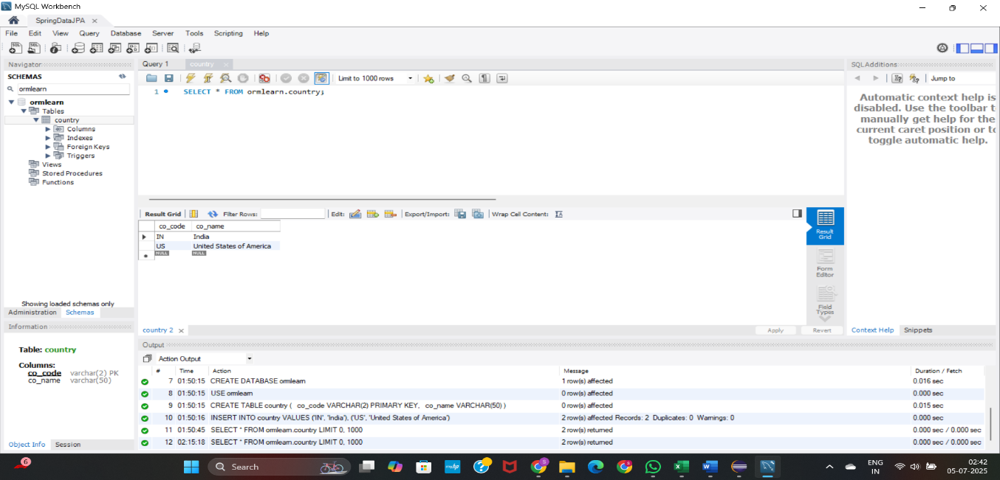 MySQL Workbench
SpringDataJPA
File Edit View Query Database Server Tools Scripting Help
Navigator
SCHEMAS
ormlearn
ormlearn
Tables
country
Columns
Indexes
Foreign Keys
Triggers
Views
Stored Procedures
Functions
Showing loaded schemas only
Administration Schemas
Information
Table: country
Columns:
co_code varchar(2) PK
co_name varchar(50)
Object Info Session
Query 1 country
Limit to 1000 rows
1 SELECT * FROM ormlearn.country;
Result Grid Filter Rows: Edit: Export/Import: Wrap Cell Content:
co_code co_name
IN India
US United States of America
NULL NULL
Result
Grid
Form
Editor
Field
Types
country 2 Apply Revert
Output
Action Output
# Time Action Message Duration / Fetch
7 01:50:15 CREATE DATABASE ormlearn 1 row(s) affected 0.016 sec
8 01:50:15 USE ormlearn 0 row(s) affected 0.000 sec
9 01:50:15 CREATE TABLE country ( co_code VARCHAR(2) PRIMARY KEY, co_name VARCHAR(50) ) 0 row(s) affected 0.015 sec
10 01:50:16 INSERT INTO country VALUES ('IN', 'India'), ('US', 'United States of America') 2 row(s) affected Records: 2 Duplicates: 0 Warnings: 0 0.000 sec
11 01:50:45 SELECT * FROM ormlearn.country LIMIT 0, 1000 2 row(s) returned 0.000 sec / 0.000 sec
12 02:15:18 SELECT * FROM ormlearn.country LIMIT 0, 1000 2 row(s) returned 0.000 sec / 0.000 sec
SQLAdditions
Jump to
Automatic context help is
disabled. Use the toolbar t
manually get help for the
current caret position or to
toggle automatic help.
Context Help Snippets
6
Search
ENG
IN
02:42
05-07-2025